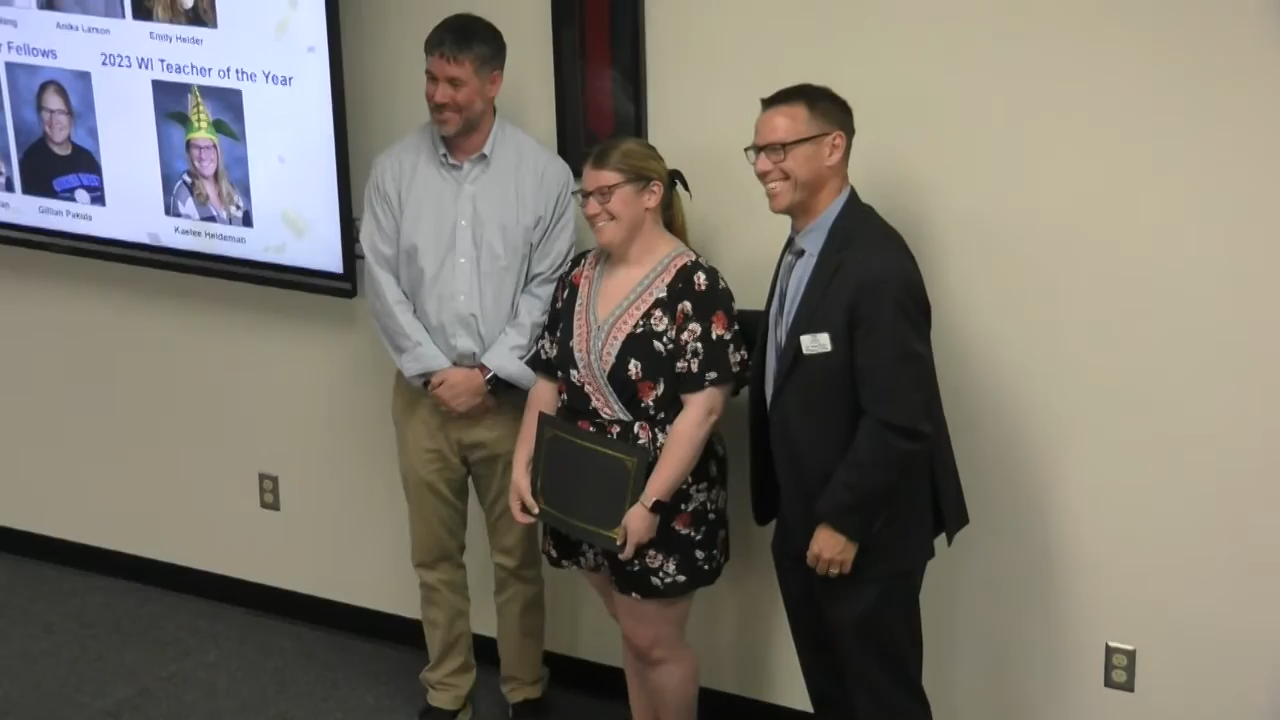 Anika Larson
Emily Heider
Fellows
2023 WI Teacher of the Year
Gillian Pakula
Kaelee Heideman